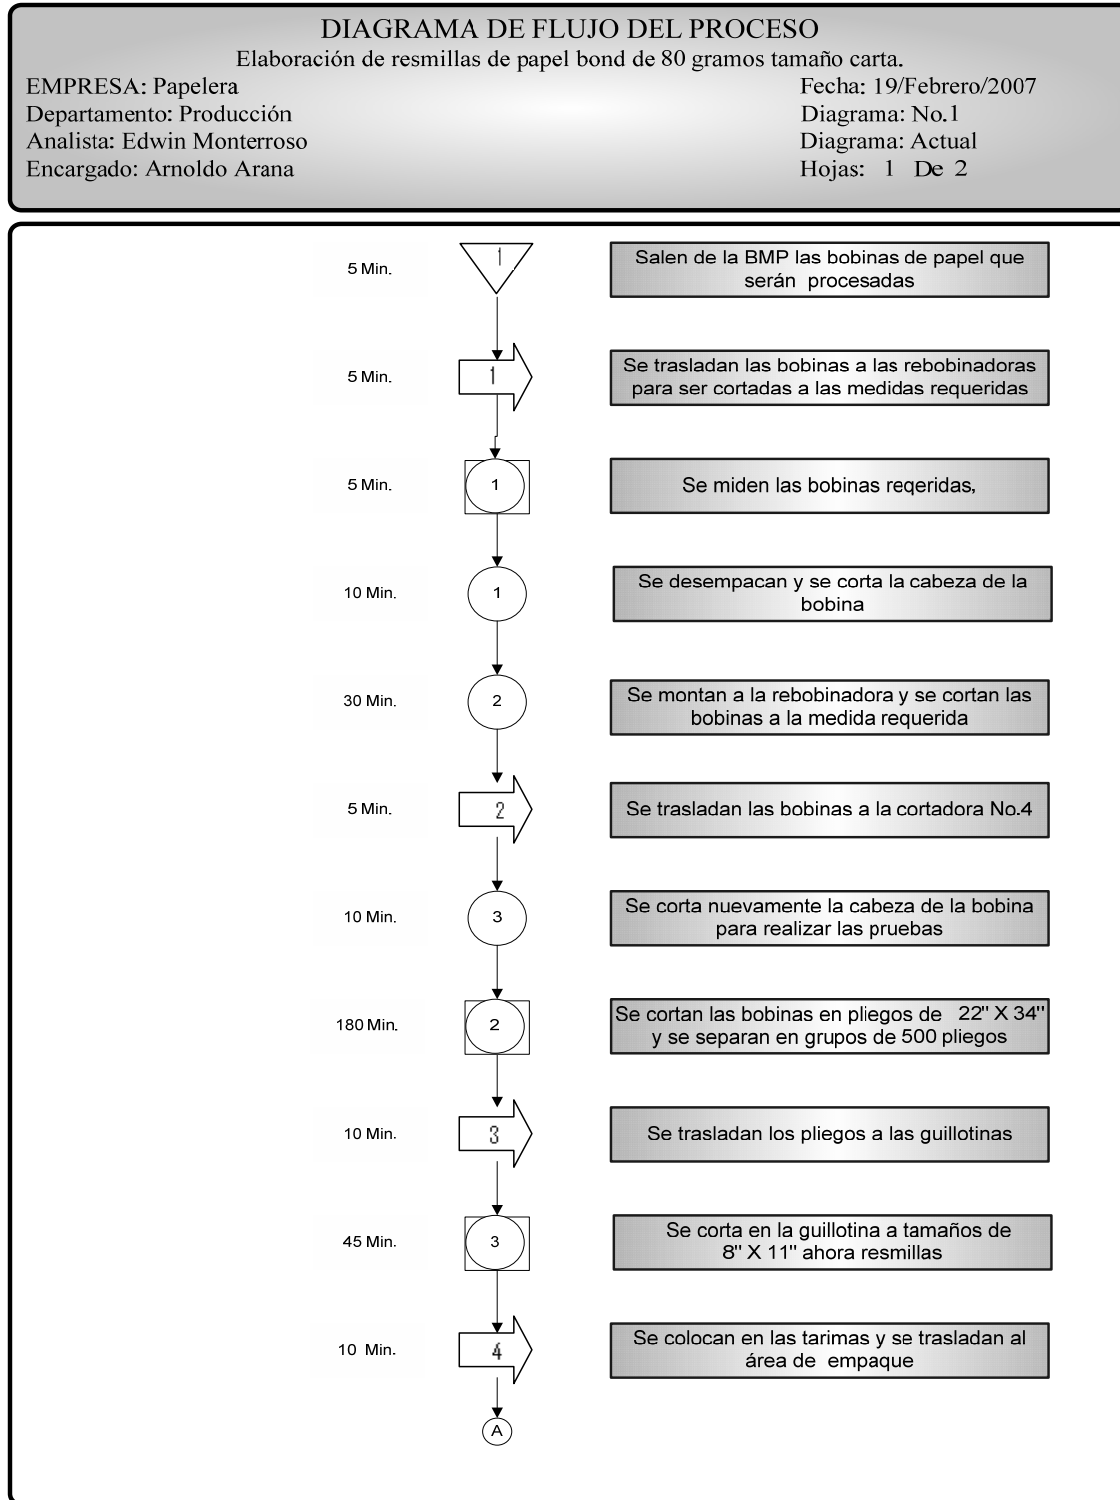 DIAGRAMA DE FLUJO DEL PROCESO
Elaboración de resmillas de papel bond de 80 gramos tamaño carta.
EMPRESA: Papelera
Fecha: 19/Febrero/2007
Departamento: Producción
Diagrama: No.1
Analista: Edwin Monterroso
Diagrama: Actual
Encargado: Arnoldo Arana
Hojas: 1 De 2
5 Min.
1
Salen de la BMP las bobinas de papel que
serán procesadas
5 Min.
1
Se trasladan las bobinas a las rebobinadoras
para ser cortadas a las medidas requeridas
5 Min.
1
Se miden las bobinas reqeridas,
10 Min.
1
Se desempacan y se corta la cabeza de la
bobina
30 Min.
2
Se montan a la rebobinadora y se cortan las
bobinas a la medida requerida
5 Min.
2
Se trasladan las bobinas a la cortadora No.4
10 Min.
3
Se corta nuevamente la cabeza de la bobina
para realizar las pruebas
180 Min.
2
Se cortan las bobinas en pliegos de 22" X 34"
y se separan en grupos de 500 pliegos
10 Min.
3
Se trasladan los pliegos a las guillotinas
45 Min.
3
Se corta en la guillotina a tamaños de
8" X 11" ahora resmillas
10 Min.
4
Se colocan en las tarimas y se trasladan al
área de empaque
A